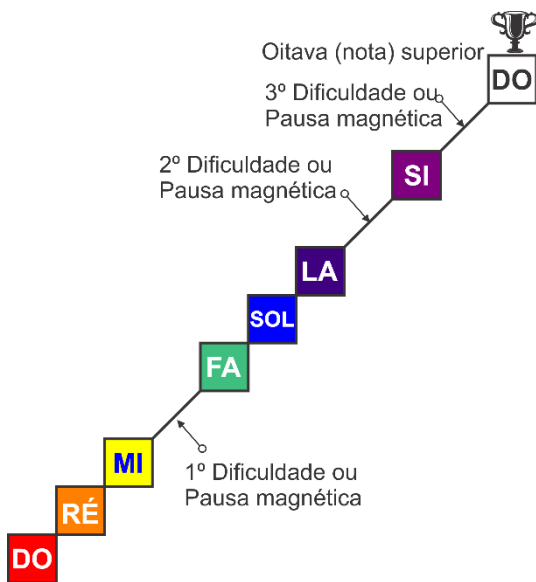 Oitava (nota) superior
DO
3º Dificuldade ou
Pausa magnética
SI
2º Dificuldade ou
Pausa magnética
LA
SOL
FA
MI
1º Dificuldade ou
Pausa magnética
RÉ
DO